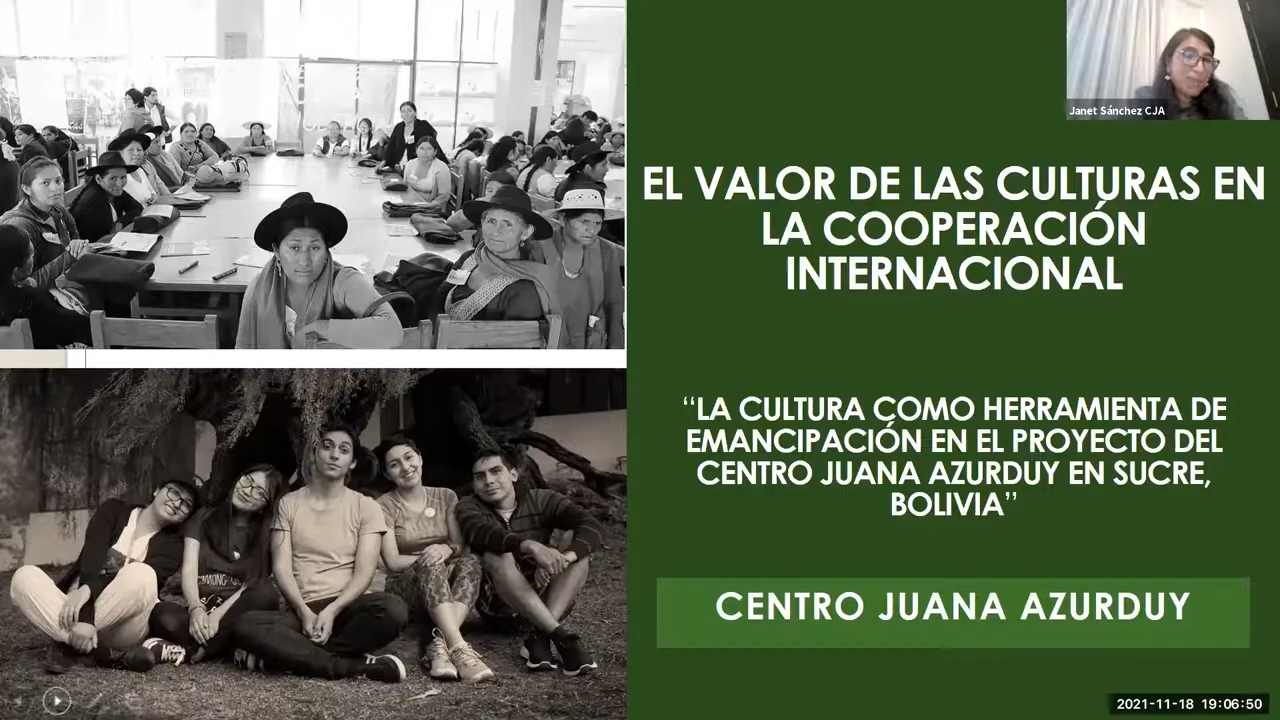 Janet Sánchez CJA
EL VALOR DE LAS CULTURAS EN
LA COOPERACIÓN
INTERNACIONAL
“LA CULTURA COMO HERRAMIENTA DE
EMANCIPACIÓN EN EL PROYECTO DEL
CENTRO JUANA AZURDUY EN SUCRE,
BOLIVIA”
CENTRO JUANA AZURDUY
2021-11-18 19:06:50